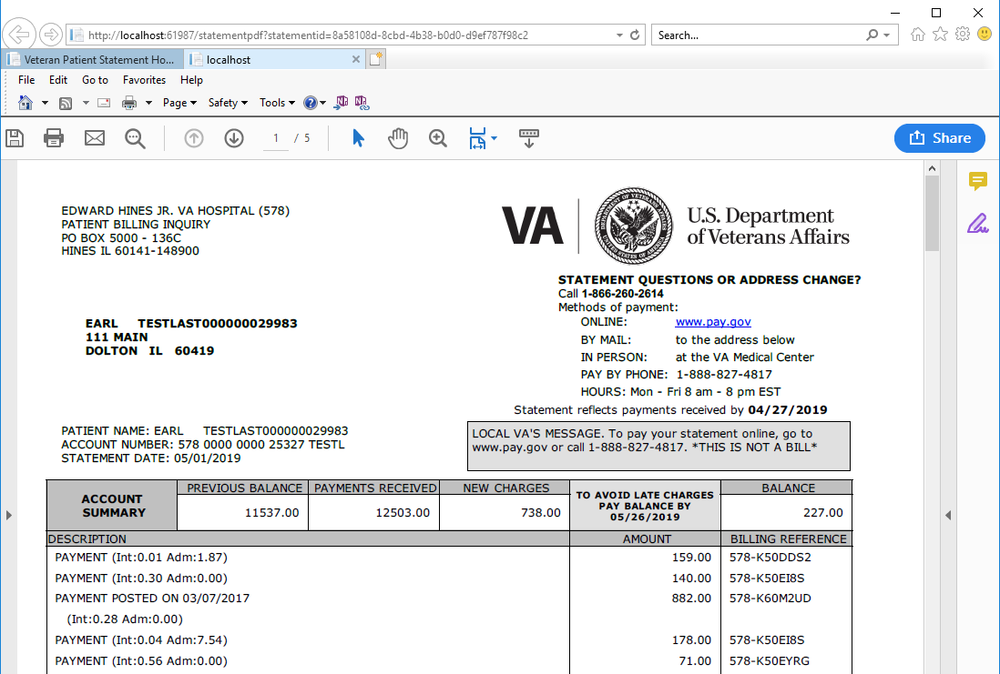 http://localhost:61987/statementpdf?statementid=8a58108d-8cbd-4b38-b0d0-d9ef787f98c2
Search...
Veteran Patient Statement Ho...
localhost
File Edit Go to Favorites Help
Page Safety Tools
1 / 5
Share
EDWARD HINES JR. VA HOSPITAL (578)
PATIENT BILLING INQUIRY
PO BOX 5000 - 136C
HINES IL 60141-148900
VA
U.S. Department
of Veterans Affairs
STATEMENT QUESTIONS OR ADDRESS CHANGE?
Call 1-866-260-2614
Methods of payment:
ONLINE: www.pay.gov
BY MAIL: to the address below
IN PERSON: at the VA Medical Center
PAY BY PHONE: 1-888-827-4817
HOURS: Mon - Fri 8 am - 8 pm EST
Statement reflects payments received by 04/27/2019
EARL TESTLAST000000029983
111 MAIN
DOLTON IL 60419
PATIENT NAME: EARL TESTLAST000000029983
ACCOUNT NUMBER: 578 0000 0000 25327 TESTL
STATEMENT DATE: 05/01/2019
LOCAL VA'S MESSAGE. To pay your statement online, go to
www.pay.gov or call 1-888-827-4817. *THIS IS NOT A BILL*
ACCOUNT
SUMMARY
PREVIOUS BALANCE PAYMENTS RECEIVED NEW CHARGES
11537.00 12503.00 738.00
TO AVOID LATE CHARGES
PAY BALANCE BY
05/26/2019
BALANCE
227.00
DESCRIPTION AMOUNT BILLING REFERENCE
PAYMENT (Int:0.01 Adm:1.87) 159.00 578-K50DDS2
PAYMENT (Int:0.30 Adm:0.00) 140.00 578-K50EI8S
PAYMENT POSTED ON 03/07/2017 882.00 578-K60M2UD
(Int:0.28 Adm:0.00)
PAYMENT (Int:0.04 Adm:7.54) 178.00 578-K50EI8S
PAYMENT (Int:0.56 Adm:0.00) 71.00 578-K50EYRG